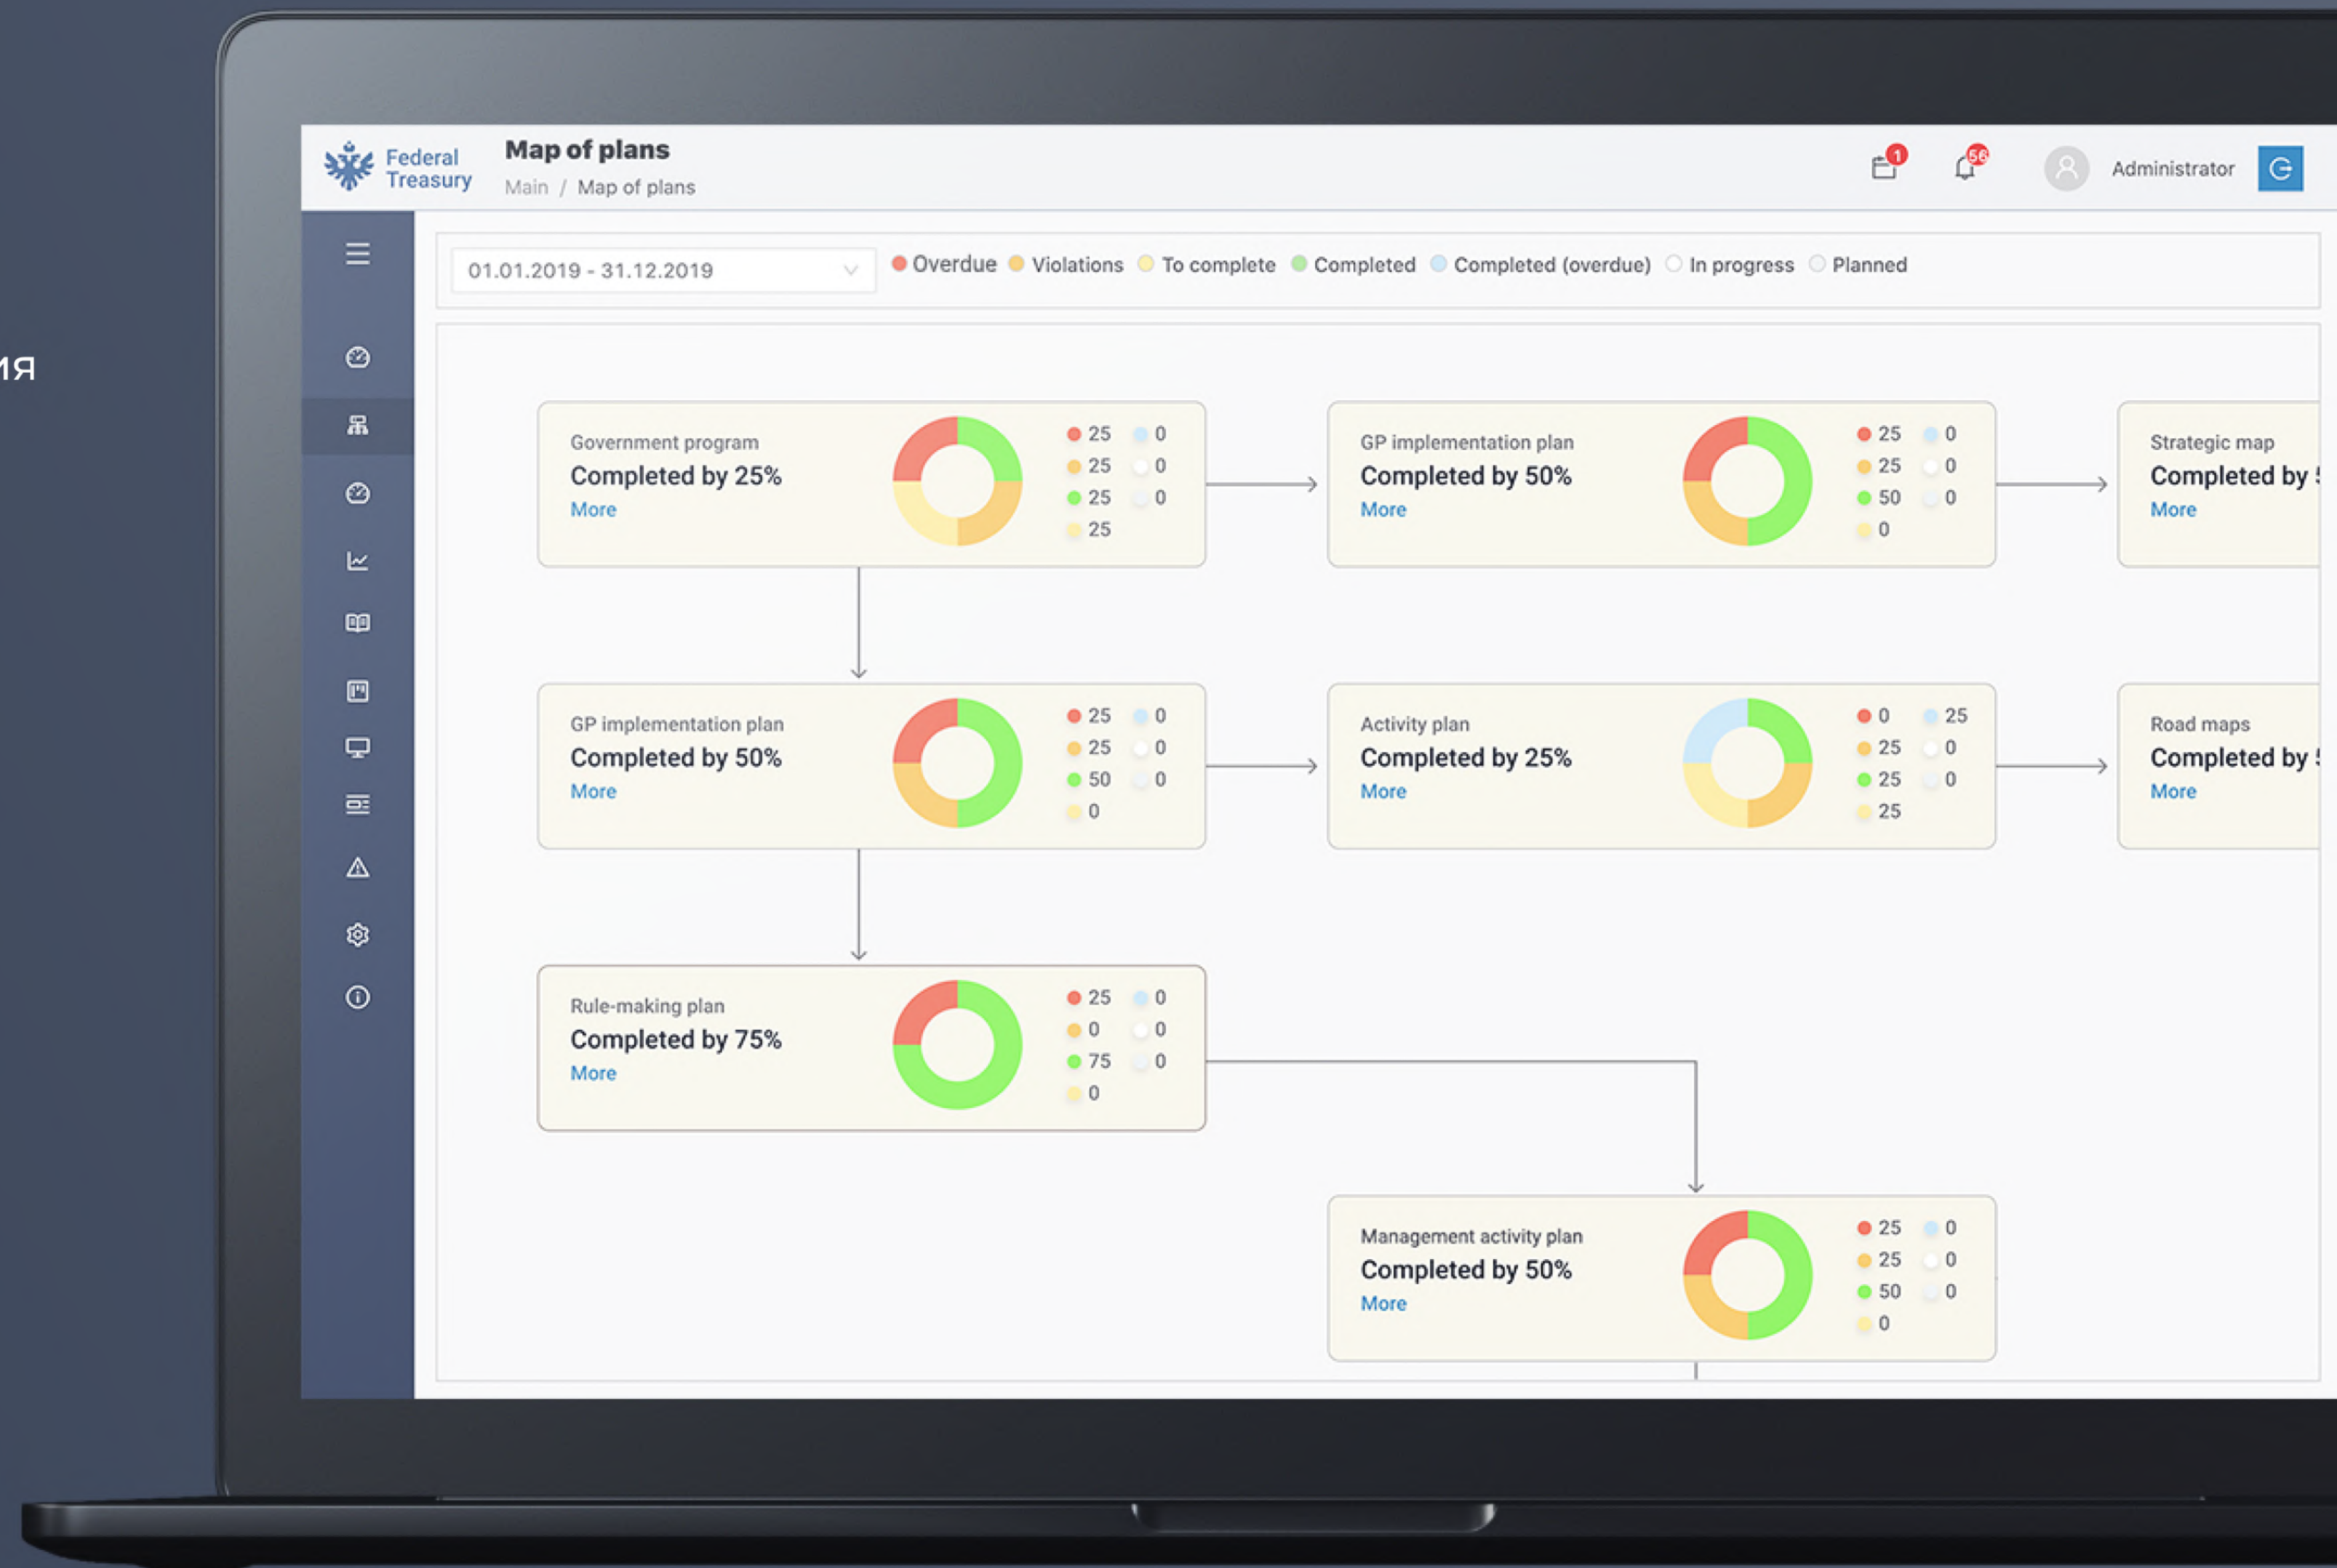 Federal
Treasury
Map of plans
Main / Map of plans
1
56
Administrator
ия
01.01.2019 - 31.12.2019
Overdue Violations To complete Completed Completed (overdue) In progress Planned
Government program
Completed by 25%
More
25 0
25 0
25 0
25
GP implementation plan
Completed by 50%
More
25 0
25 0
50 0
0
Strategic map
Completed by
More
GP implementation plan
Completed by 50%
More
25 0
25 0
50 0
0
Activity plan
Completed by 25%
More
0 25
25 0
25 0
25
Road maps
Completed by
More
Rule-making plan
Completed by 75%
More
25 0
0 0
75 0
0
Management activity plan
Completed by 50%
More
25 0
25 0
50 0
0